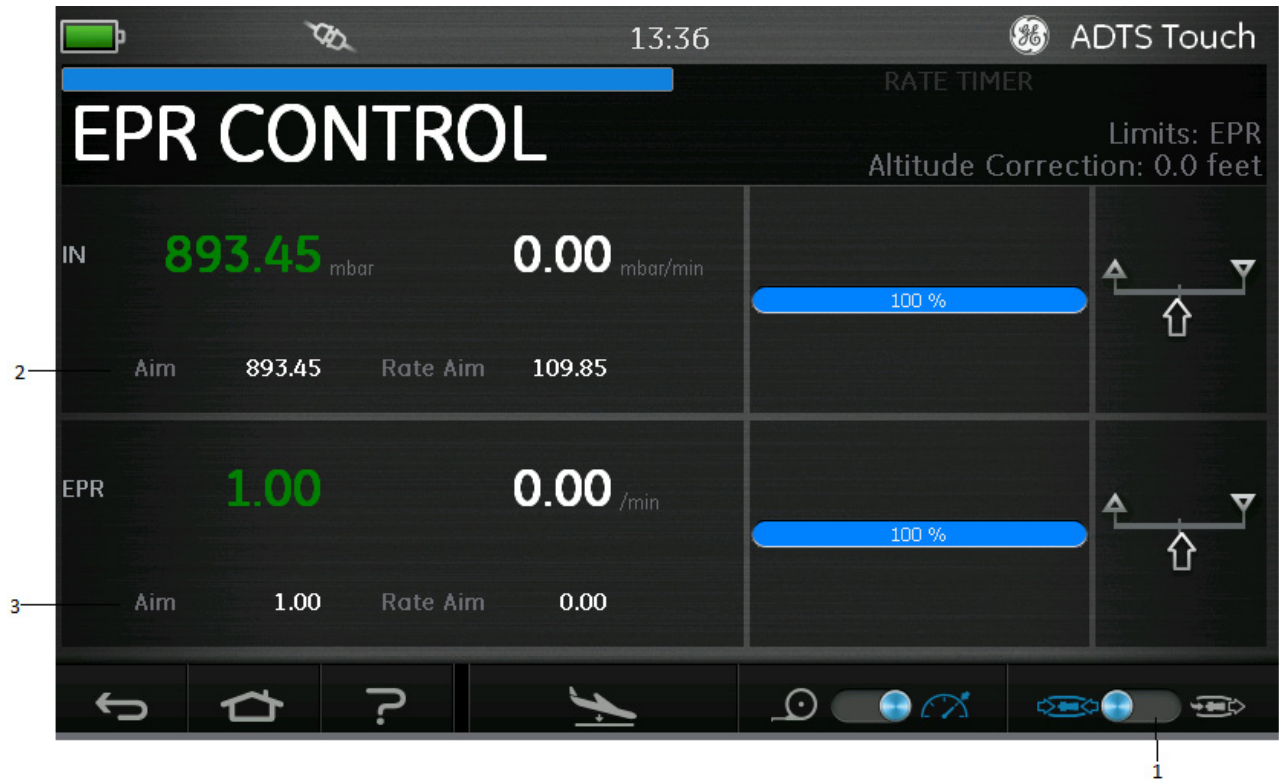 13:36 ADTS Touch
RATE TIMER
EPR CONTROL
Limits: EPR
Altitude Correction: 0.0 feet
IN 893.45 mbar 0.00 mbar/min
100 %
2 Aim 893.45 Rate Aim 109.85
EPR 1.00 0.00 /min
100 %
3 Aim 1.00 Rate Aim 0.00
?
1